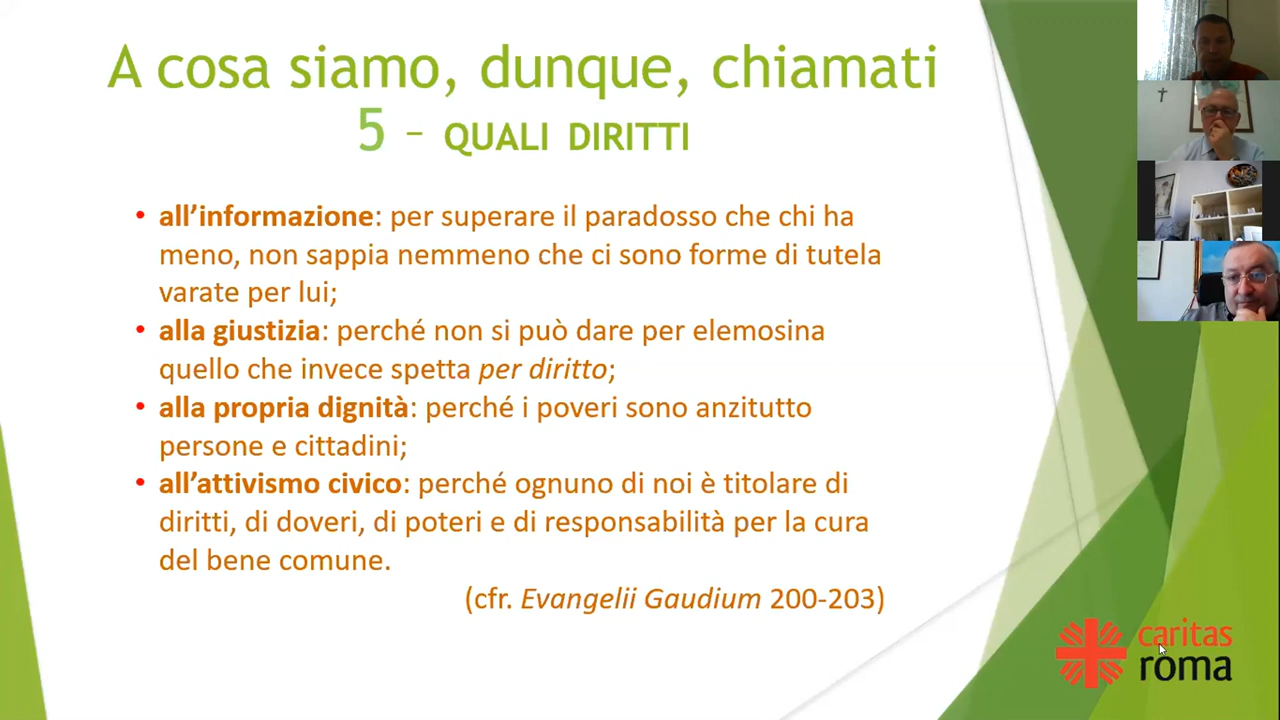 A cosa siamo, dunque, chiamati
5 – QUALI DIRITTI
• all’informazione: per superare il paradosso che chi ha
meno, non sappia nemmeno che ci sono forme di tutela
varate per lui;
• alla giustizia: perché non si può dare per elemosina
quello che invece spetta per diritto;
• alla propria dignità: perché i poveri sono anzitutto
persone e cittadini;
• all’attivismo civico: perché ognuno di noi è titolare di
diritti, di doveri, di poteri e di responsabilità per la cura
del bene comune.
(cfr. Evangelii Gaudium 200-203)
caritas
roma